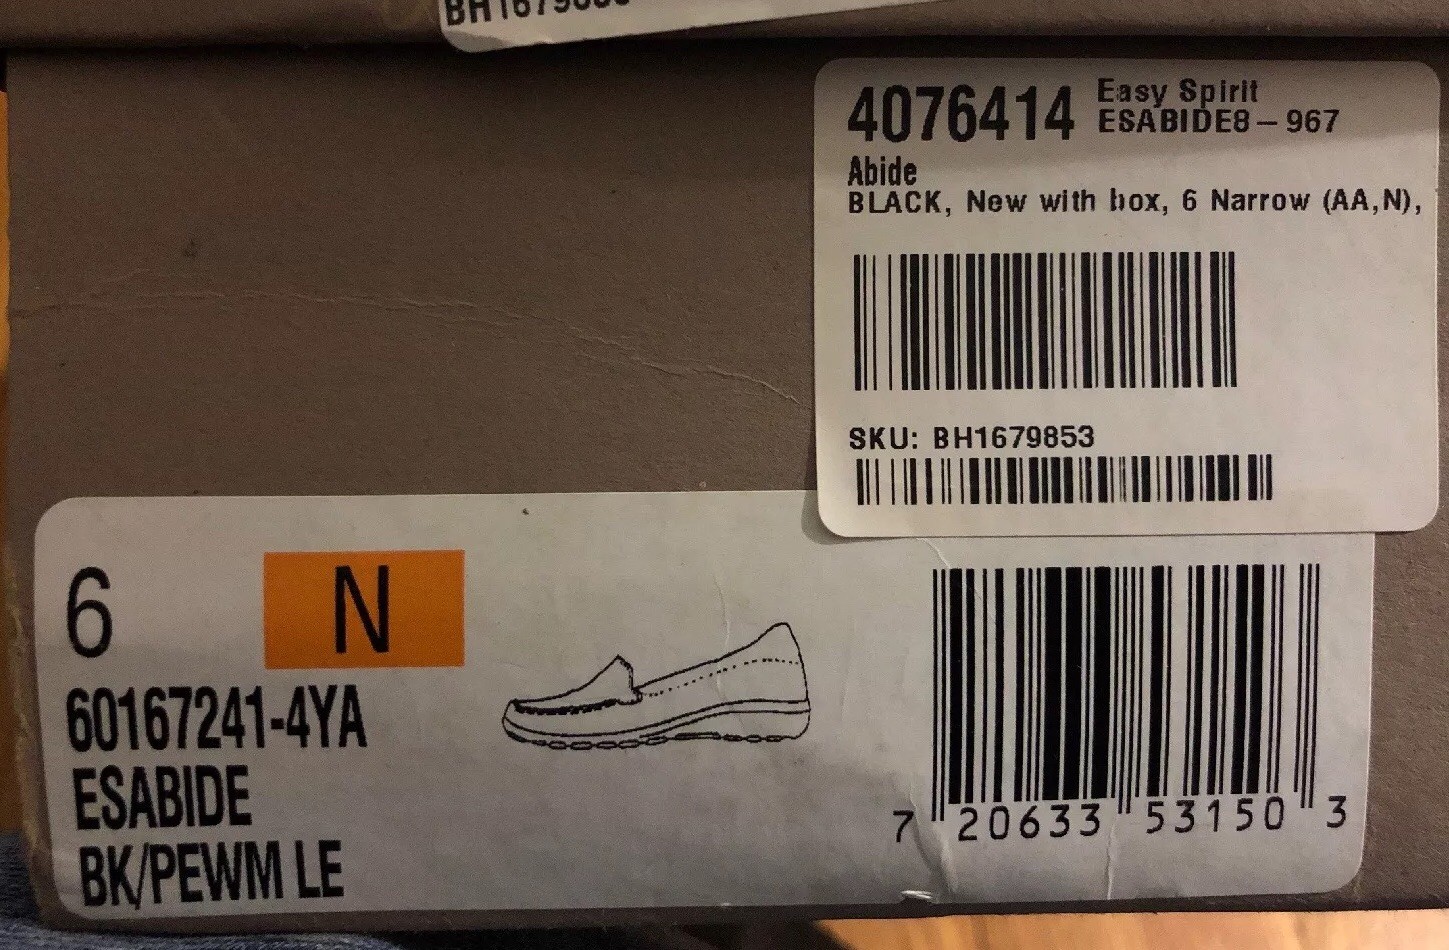 4076414 Easy Spirit
ESABIDE8-967
Abide
BLACK, New with box, 6 Narrow (AA,N),
SKU: BH1679853
6 N
60167241-4YA
ESABIDE
BK/PEWM LE
7 20633 53150 3